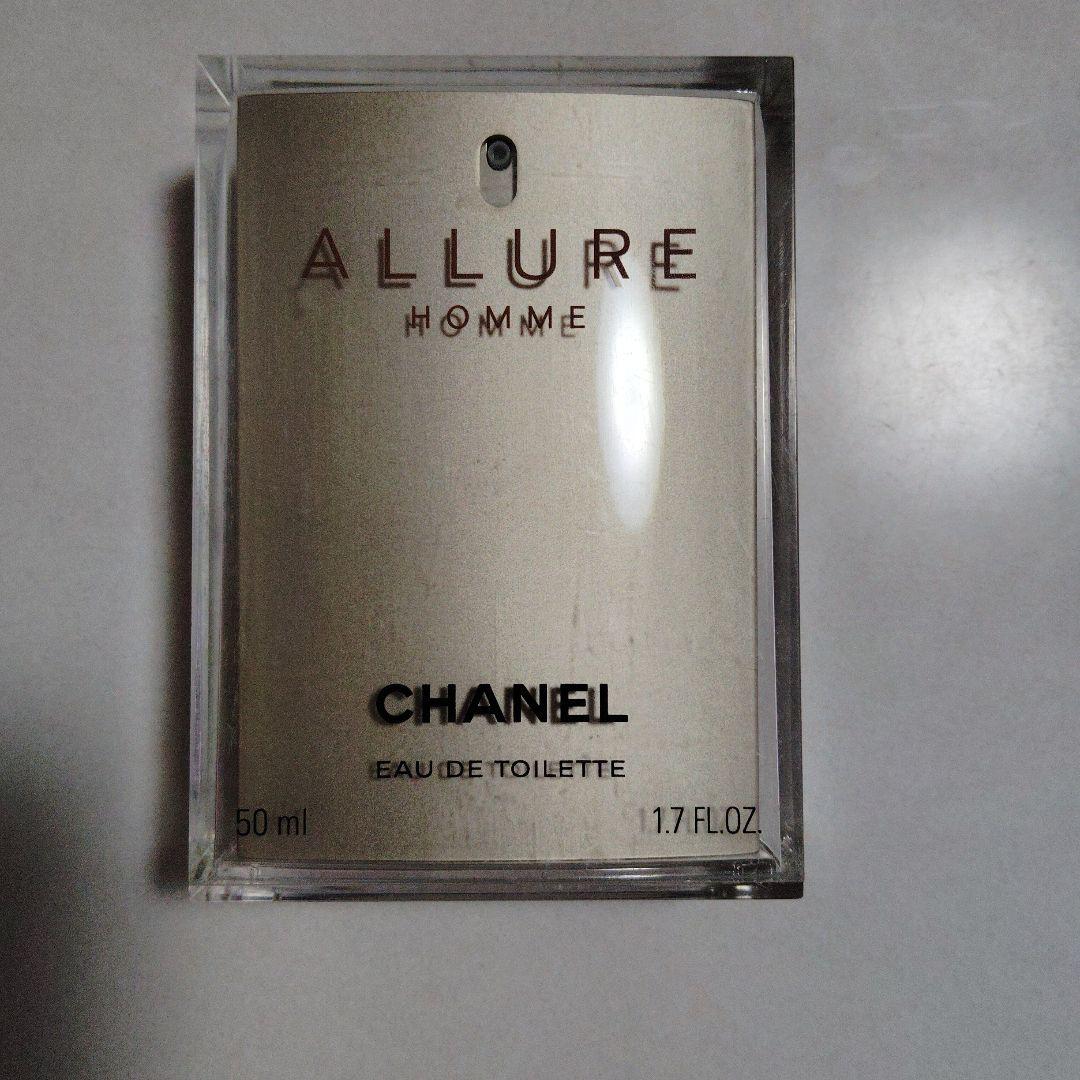 ALLURE
HOMME
CHANEL
EAU DE TOILETTE
50 ml 1.7 FL.OZ.